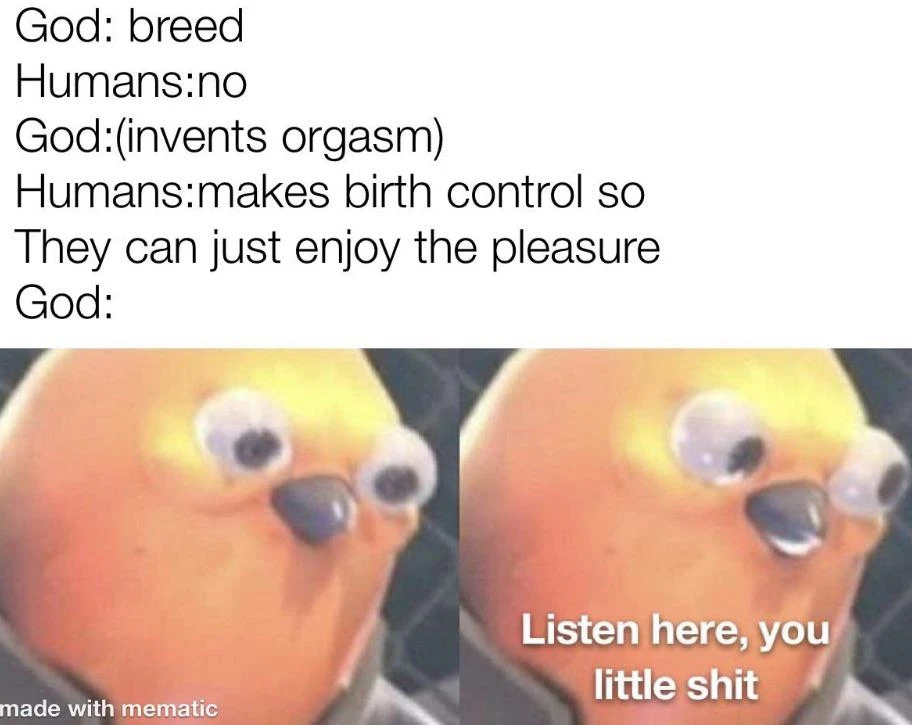 God: breed
Humans:no
God:(invents orgasm)
Humans:makes birth control so
They can just enjoy the pleasure
God:
Listen here, you
little shit
made with mematic